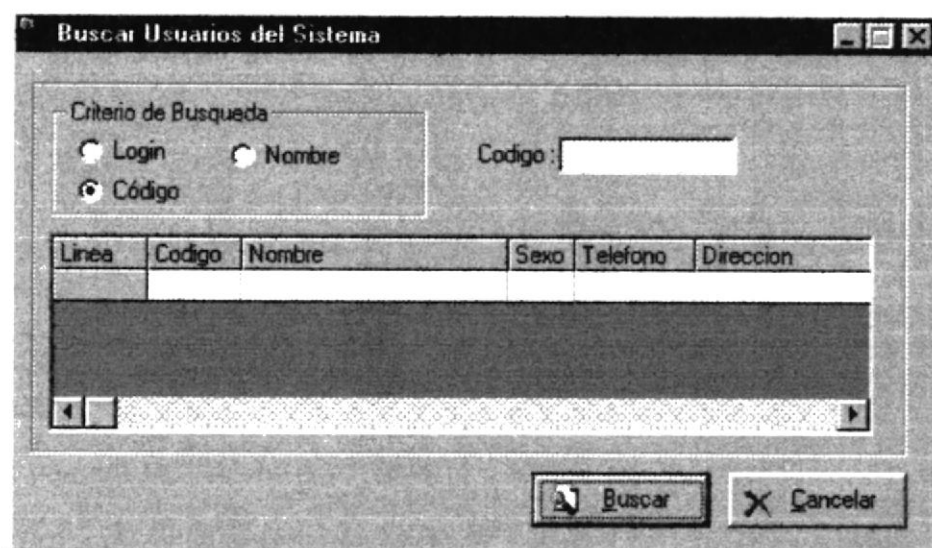 Buscar Usuarios del Sistema
Criterio de Busqueda
Login Nombre
Código
Codigo :
Linea Codigo Nombre Sexo Telefono Direccion
Buscar Cancelar